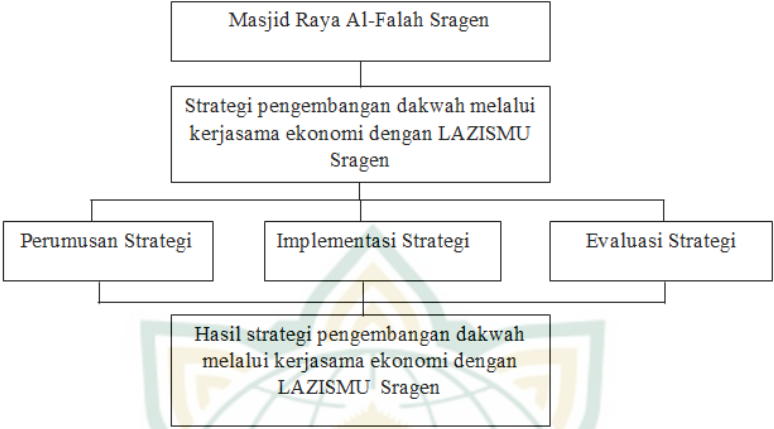 Masjid Raya Al-Falah Sragen
Strategi pengembangan dakwah melalui
kerjasama ekonomi dengan LAZISMU
Sragen
Perumusan Strategi
Implementasi Strategi
Evaluasi Strategi
Hasil strategi pengembangan dakwah
melalui kerjasama ekonomi dengan
LAZISMU Sragen